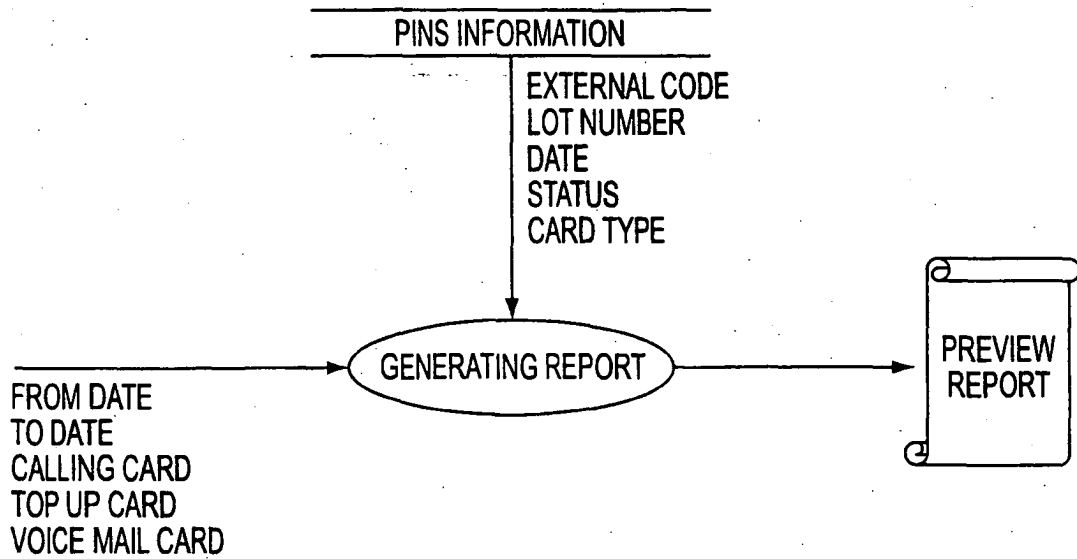 PINS INFORMATION
EXTERNAL CODE
LOT NUMBER
DATE
STATUS
CARD TYPE
GENERATING REPORT
PREVIEW
REPORT
FROM DATE
TO DATE
CALLING CARD
TOP UP CARD
VOICE MAIL CARD